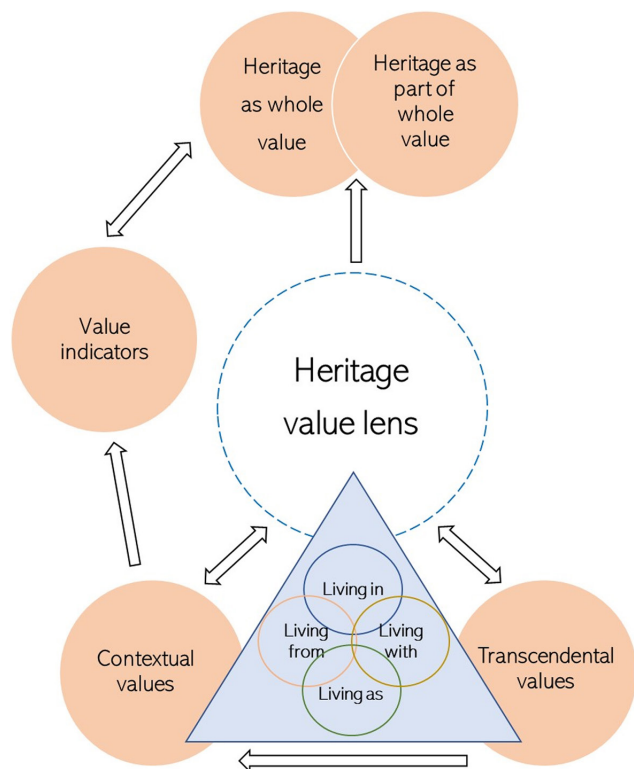 Heritage
as whole
value
Heritage as
part of
whole
value
Value
indicators
Heritage
value lens
Living in
Living
from
Living
with
Living as
Contextual
values
Transcendental
values